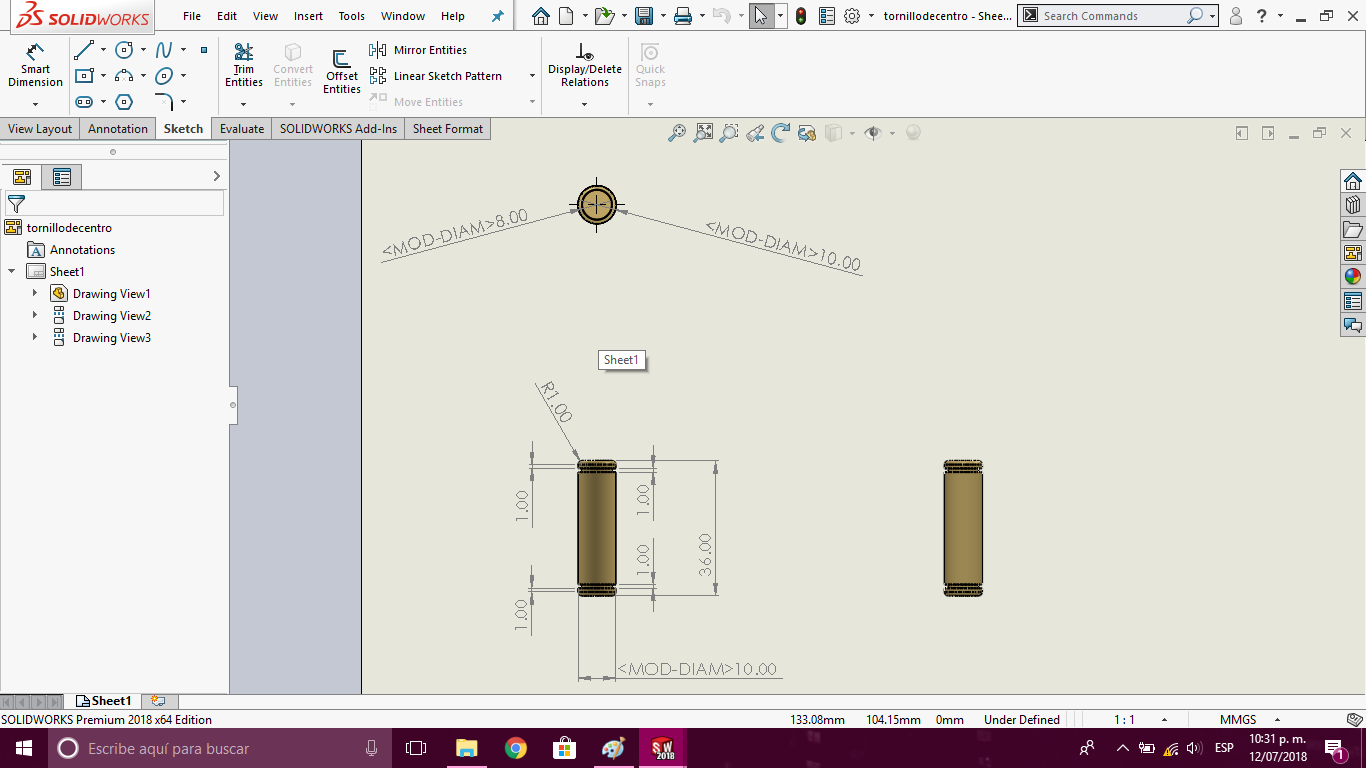 SOLIDWORKS
File Edit View Insert Tools Window Help
tornillodecentro - Shee...
Search Commands
?
Smart Dimension
Trim Entities
Convert Entities
Offset Entities
Mirror Entities
Linear Sketch Pattern
Move Entities
Display/Delete Relations
Quick Snaps
View Layout Annotation Sketch Evaluate SOLIDWORKS Add-Ins Sheet Format
tornillodecentro
A Annotations
Sheet1
Drawing View1
Drawing View2
Drawing View3
<MOD-DIAM>8.00
<MOD-DIAM>10.00
Sheet1
R1.00
1.00
1.00
36.00
1.00
1.00
<MOD-DIAM>10.00
Sheet1
SOLIDWORKS Premium 2018 x64 Edition 133.08mm 104.15mm 0mm Under Defined 1 : 1 MMGS
Escribe aquí para buscar
SW 2018
ESP
10:31 p. m.
12/07/2018
1